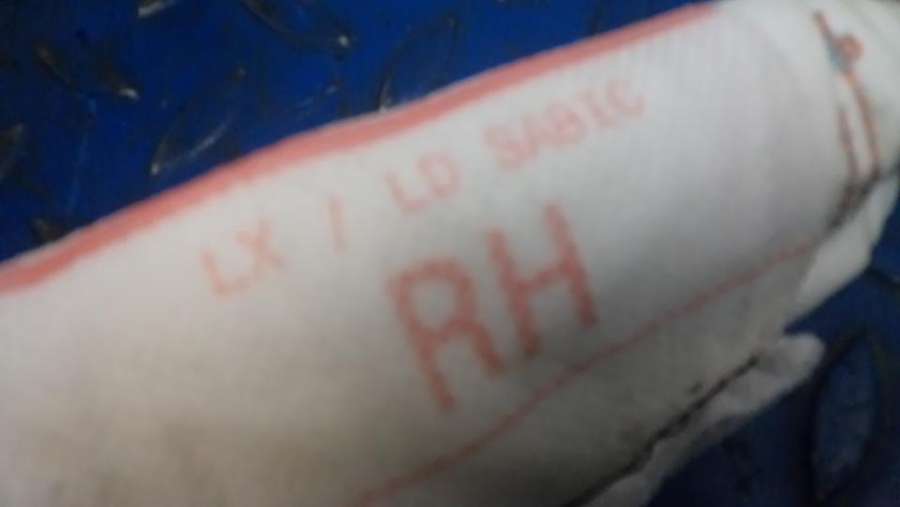 LX / LD SABIC
RH